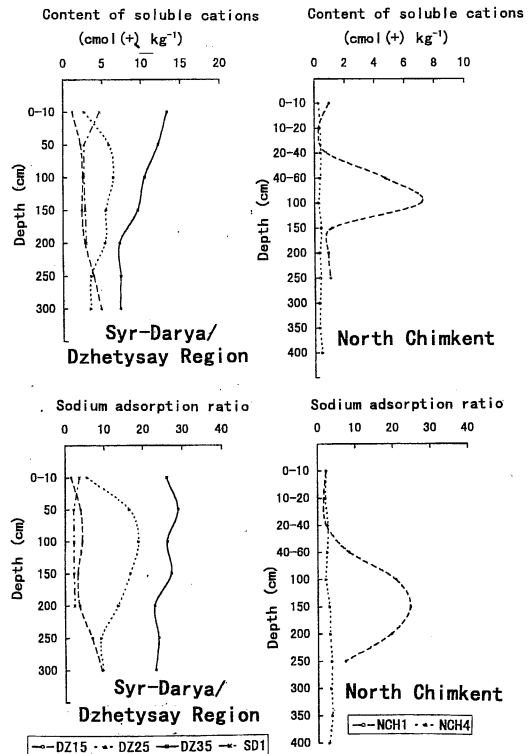 Content of soluble cations
(cmol(+) kg⁻¹)
0 5 10 15 20
0-10
50
100
150
200
250
300
Depth (cm)
Syr-Darya/
Dzhetysay Region
Content of soluble cations
(cmol(+) kg⁻¹)
0 2 4 6 8 10
0-10
10-20
20-40
40-60
100
150
200
250
300
350
400
Depth (cm)
North Chimkent
Sodium adsorption ratio
0 10 20 30 40
0-10
50
100
150
200
250
300
Depth (cm)
Syr-Darya/
Dzhetysay Region
DZ15 DZ25 DZ35 SD1
Sodium adsorption ratio
0 10 20 30 40
0-10
10-20
20-40
40-60
100
150
200
250
300
350
400
Depth (cm)
North Chimkent
NCH1 NCH4